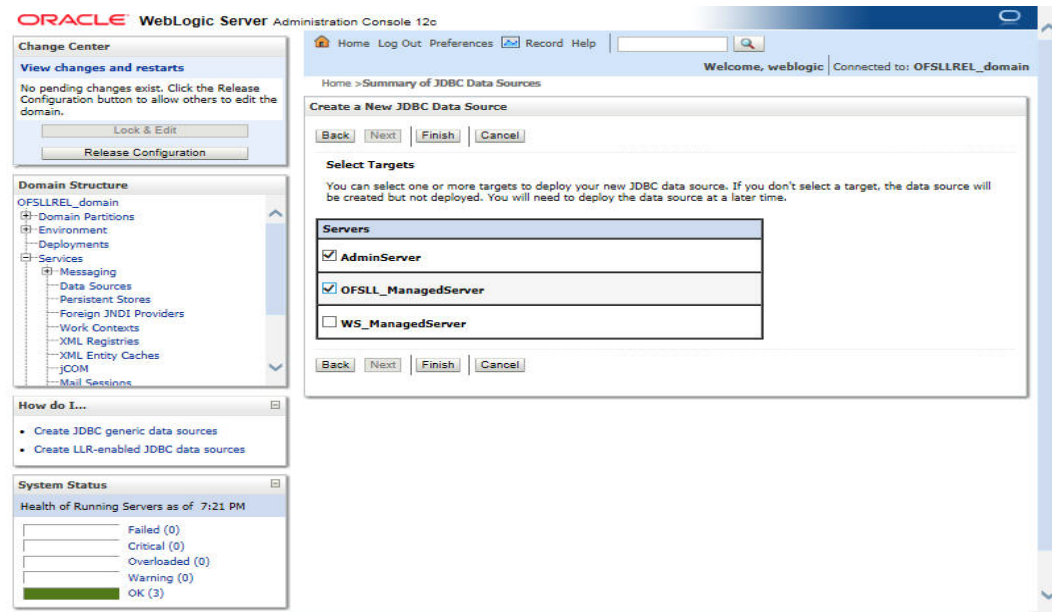 ORACLE WebLogic Server Administration Console 12c
Change Center
View changes and restarts
No pending changes exist. Click the Release
Configuration button to allow others to edit the
domain.
Lock & Edit
Release Configuration
Domain Structure
OFSLLREL_domain
Domain Partitions
Environment
Deployments
Services
Messaging
Data Sources
Persistent Stores
Foreign JNDI Providers
Work Contexts
XML Registries
XML Entity Caches
jCOM
Mail Sessions
How do I...
Create JDBC generic data sources
Create LLR-enabled JDBC data sources
System Status
Health of Running Servers as of 7:21 PM
Failed (0)
Critical (0)
Overloaded (0)
Warning (0)
OK (3)
Home Log Out Preferences Record Help
Welcome, weblogic Connected to: OFSLLREL_domain
Home >Summary of JDBC Data Sources
Create a New JDBC Data Source
Back Next Finish Cancel
Select Targets
You can select one or more targets to deploy your new JDBC data source. If you don't select a target, the data source will
be created but not deployed. You will need to deploy the data source at a later time.
Servers
AdminServer
OFSLL_ManagedServer
WS_ManagedServer
Back Next Finish Cancel